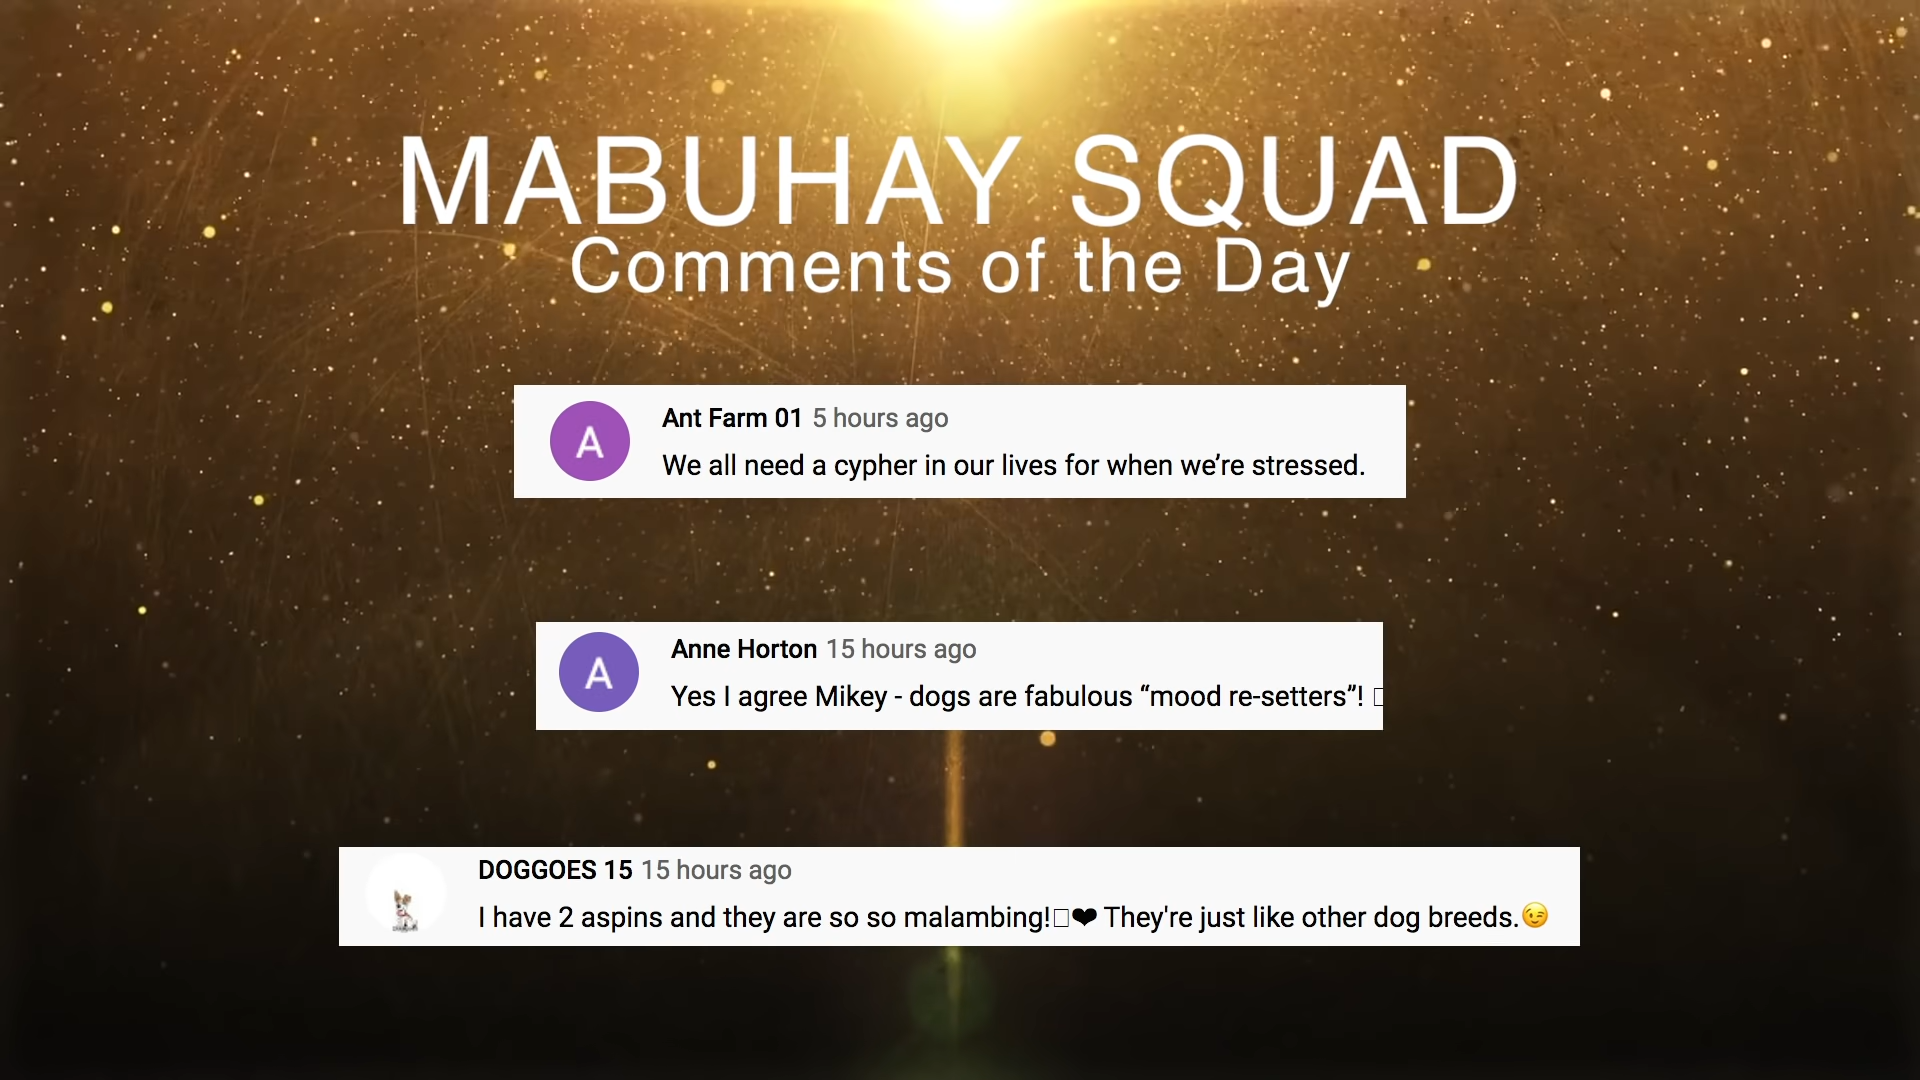 MABUHAY SQUAD
Comments of the Day
A
Ant Farm 01 5 hours ago
We all need a cypher in our lives for when we’re stressed.
A
Anne Horton 15 hours ago
Yes I agree Mikey - dogs are fabulous “mood re-setters”! □
DOGGOES 15 15 hours ago
I have 2 aspins and they are so so malambing!□❤ They're just like other dog breeds.😉